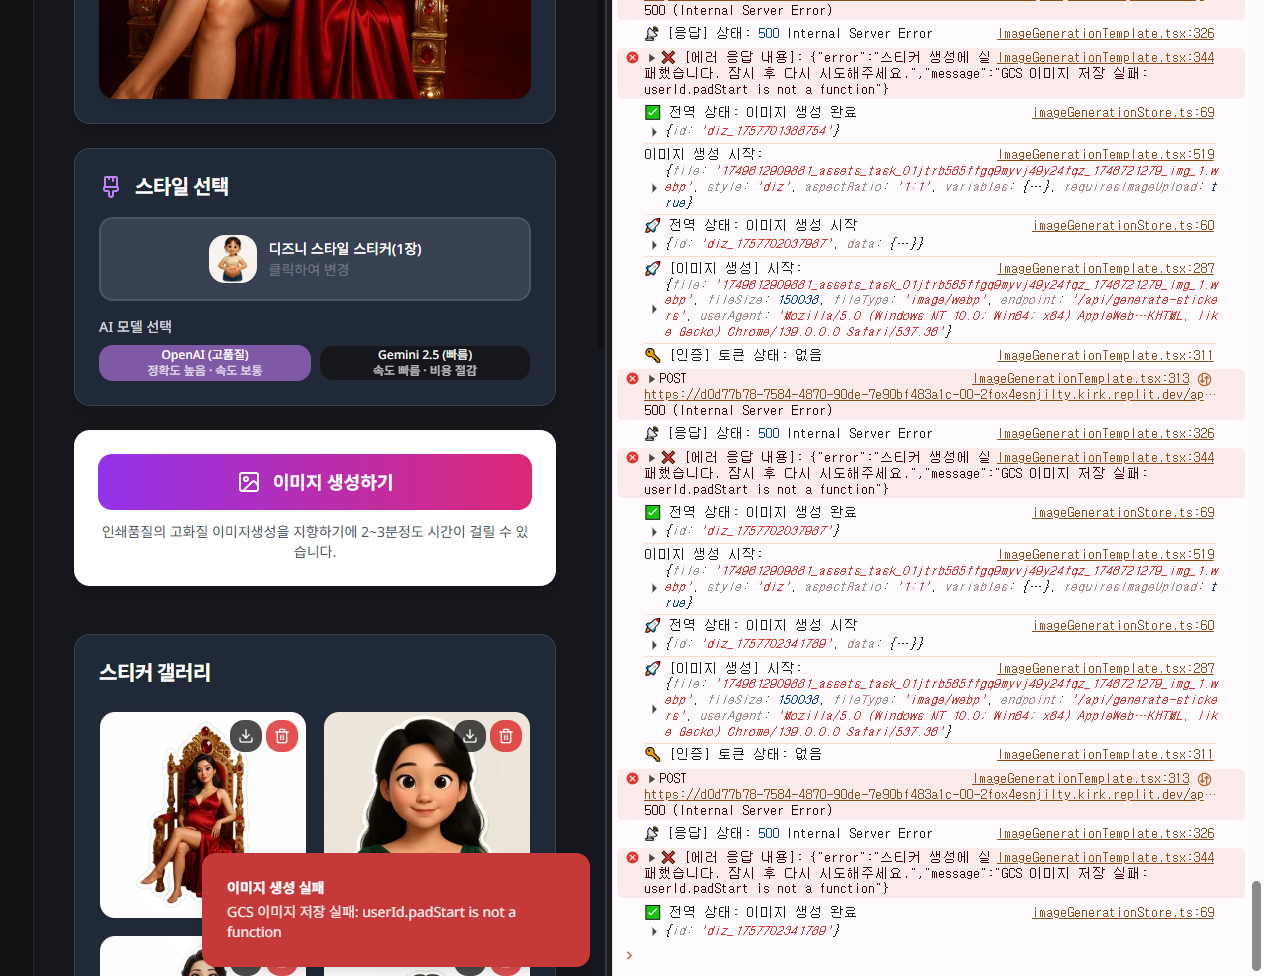 스타일 선택
디즈니 스타일 스티커(1장)
클릭하여 변경
AI 모델 선택
OpenAI (고품질)
정확도 높음 · 속도 보통
Gemini 2.5 (빠름)
속도 빠름 · 비용 절감
이미지 생성하기
인쇄품질의 고화질 이미지생성을 지향하기에 2~3분정도 시간이 걸릴 수 있
습니다.
스티커 갤러리
이미지 생성 실패
GCS 이미지 저장 실패: userId.padStart is not a
function
500 (Internal Server Error)
[응답] 상태: 500 Internal Server Error ImageGenerationTemplate.tsx:326
[에러 응답 내용]: {"error":"스티커 생성에 실 ImageGenerationTemplate.tsx:344
패했습니다. 잠시 후 다시 시도해주세요.","message":"GCS 이미지 저장 실패:
userId.padStart is not a function"}
전역 상태: 이미지 생성 완료 imageGenerationStore.ts:69
{id: 'diz_1757701388754'}
이미지 생성 시작: ImageGenerationTemplate.tsx:519
{file: '1749612909881_assets_task_01jtrb565ffgq9myvj49y24fqz_1746721279_img_1.w
ebp', style: 'diz', aspectRatio: '1:1', variables: {…}, requiresImageUpload: t
rue}
전역 상태: 이미지 생성 시작 imageGenerationStore.ts:60
{id: 'diz_1757702037967', data: {…}}
[이미지 생성] 시작: ImageGenerationTemplate.tsx:287
{file: '1749612909881_assets_task_01jtrb565ffgq9myvj49y24fqz_1746721279_img_1.w
ebp', fileSize: 150036, fileType: 'image/webp', endpoint: '/api/generate-sticke
rs', userAgent: 'Mozilla/5.0 (Windows NT 10.0; Win64; x64) AppleWeb…KHTML, lik
e Gecko) Chrome/139.0.0.0 Safari/537.36'}
[인증] 토큰 상태: 없음 ImageGenerationTemplate.tsx:311
POST ImageGenerationTemplate.tsx:313
https://d0d77b78-7584-4870-90de-7e90bf483a1c-00-2fox4esnjilty.kirk.replit.dev/ap…
500 (Internal Server Error)
[응답] 상태: 500 Internal Server Error ImageGenerationTemplate.tsx:326
[에러 응답 내용]: {"error":"스티커 생성에 실 ImageGenerationTemplate.tsx:344
패했습니다. 잠시 후 다시 시도해주세요.","message":"GCS 이미지 저장 실패:
userId.padStart is not a function"}
전역 상태: 이미지 생성 완료 imageGenerationStore.ts:69
{id: 'diz_1757702037967'}
이미지 생성 시작: ImageGenerationTemplate.tsx:519
{file: '1749612909881_assets_task_01jtrb565ffgq9myvj49y24fqz_1746721279_img_1.w
ebp', style: 'diz', aspectRatio: '1:1', variables: {…}, requiresImageUpload: t
rue}
전역 상태: 이미지 생성 시작 imageGenerationStore.ts:60
{id: 'diz_1757702341789', data: {…}}
[이미지 생성] 시작: ImageGenerationTemplate.tsx:287
{file: '1749612909881_assets_task_01jtrb565ffgq9myvj49y24fqz_1746721279_img_1.w
ebp', fileSize: 150036, fileType: 'image/webp', endpoint: '/api/generate-sticke
rs', userAgent: 'Mozilla/5.0 (Windows NT 10.0; Win64; x64) AppleWeb…KHTML, lik
e Gecko) Chrome/139.0.0.0 Safari/537.36'}
[인증] 토큰 상태: 없음 ImageGenerationTemplate.tsx:311
POST ImageGenerationTemplate.tsx:313
https://d0d77b78-7584-4870-90de-7e90bf483a1c-00-2fox4esnjilty.kirk.replit.dev/ap…
500 (Internal Server Error)
[응답] 상태: 500 Internal Server Error ImageGenerationTemplate.tsx:326
[에러 응답 내용]: {"error":"스티커 생성에 실 ImageGenerationTemplate.tsx:344
패했습니다. 잠시 후 다시 시도해주세요.","message":"GCS 이미지 저장 실패:
userId.padStart is not a function"}
전역 상태: 이미지 생성 완료 imageGenerationStore.ts:69
{id: 'diz_1757702341789'}